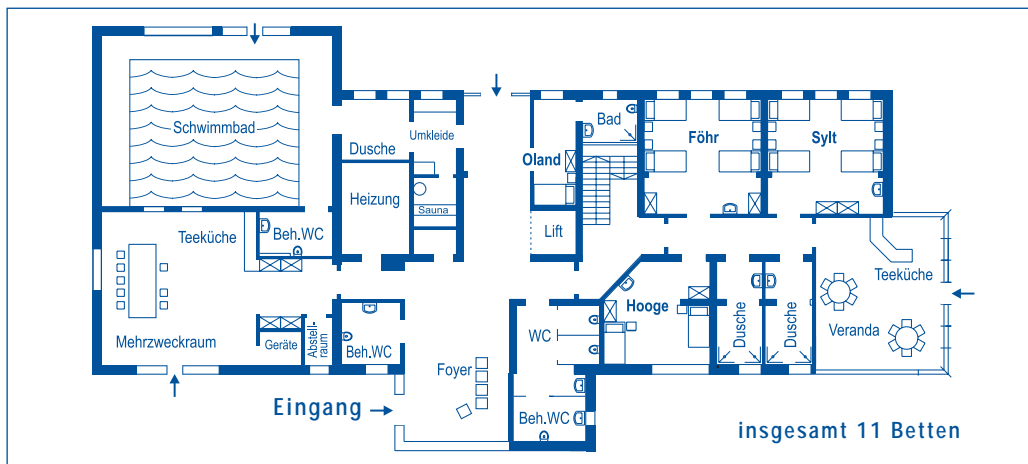 Schwimmbad
Dusche
Umkleide
Heizung
Sauna
Oland
Bad
Föhr
Sylt
Lift
Teeküche
Beh.WC
Mehrzweckraum
Geräte
Abstell-
raum
Beh.WC
Foyer
Eingang
WC
Beh.WC
Hooge
Dusche
Dusche
Teeküche
Veranda
insgesamt 11 Betten